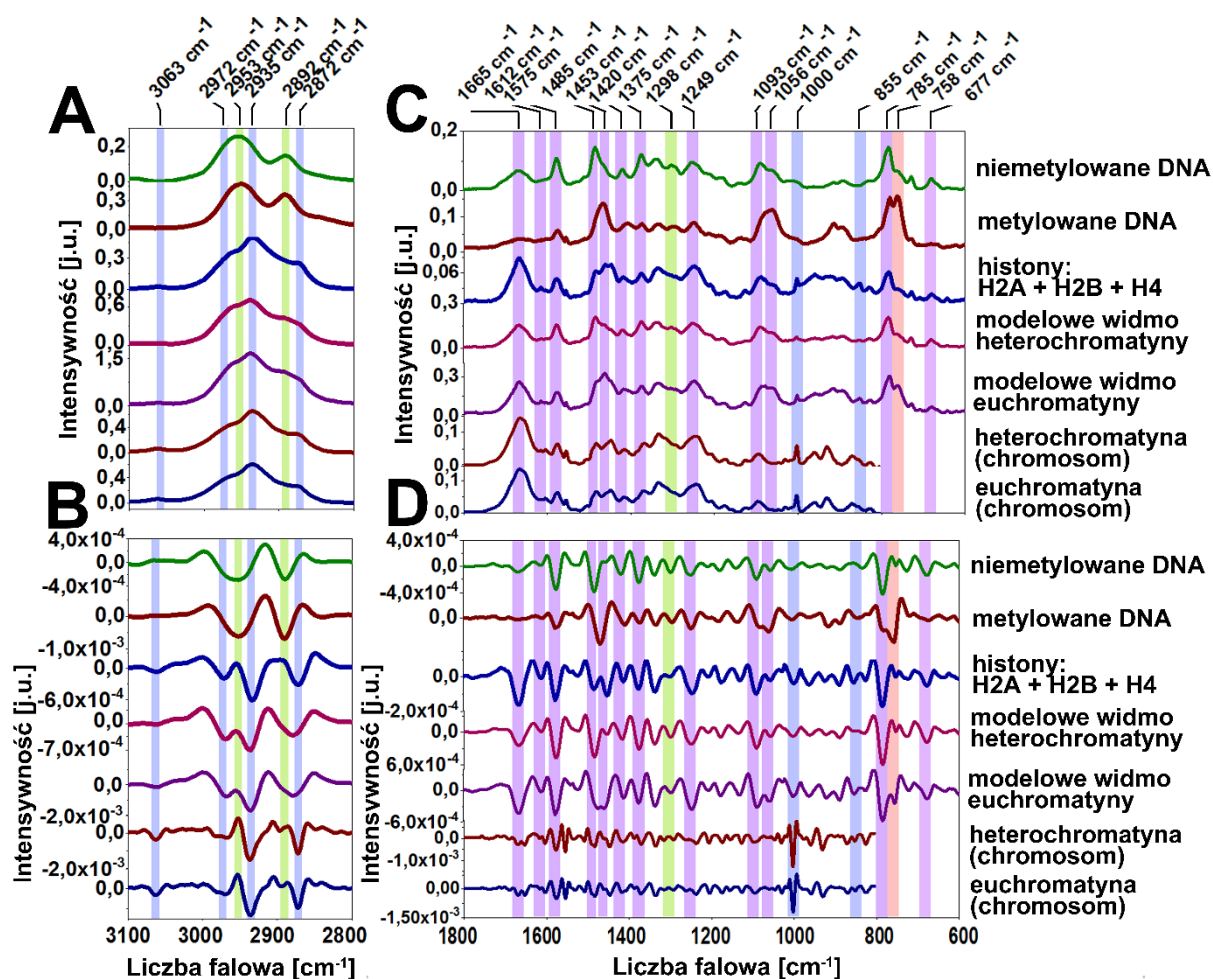 3063 cm-1
2972 cm-1
2953 cm-1
2935 cm-1
2892 cm-1
2872 cm-1
A
0,2
0,0
0,3
0,0
0,3
0,0
0,6
0,0
1,5
0,0
0,4
0,0
0,4
0,0
Intensywność [j.u.]
1665 cm-1
1612 cm-1
1575 cm-1
1485 cm-1
1453 cm-1
1420 cm-1
1375 cm-1
1298 cm-1
1249 cm-1
1093 cm-1
1056 cm-1
1000 cm-1
855 cm-1
785 cm-1
758 cm-1
677 cm-1
C
0,2
0,0
0,1
0,0
0,06
0,3
0,0
0,3
0,0
0,1
0,0
0,1
0,0
Intensywność [j.u.]
niemetylowane DNA
metylowane DNA
histony:
H2A + H2B + H4
modelowe widmo
heterochromatyny
modelowe widmo
euchromatyny
heterochromatyna
(chromosom)
euchromatyna
(chromosom)
B
4,0x10-4
0,0
-4,0x10-4
0,0
-1,0x10-3
0,0
-6,0x10-4
0,0
-7,0x10-4
0,0
-2,0x10-3
0,0
-2,0x10-3
0,0
Intensywność [j.u.]
3100 3000 2900 2800
Liczba falowa [cm-1]
D
4,0x10-4
0,0
-4,0x10-4
0,0
0,0
-2,0x10-4
0,0
6,0x10-4
0,0
-6,0x10-4
0,0
-1,0x10-3
0,00
-1,50x10-3
Intensywność [j.u.]
1800 1600 1400 1200 1000 800 600
Liczba falowa [cm-1]
niemetylowane DNA
metylowane DNA
histony:
H2A + H2B + H4
modelowe widmo
heterochromatyny
modelowe widmo
euchromatyny
heterochromatyna
(chromosom)
euchromatyna
(chromosom)